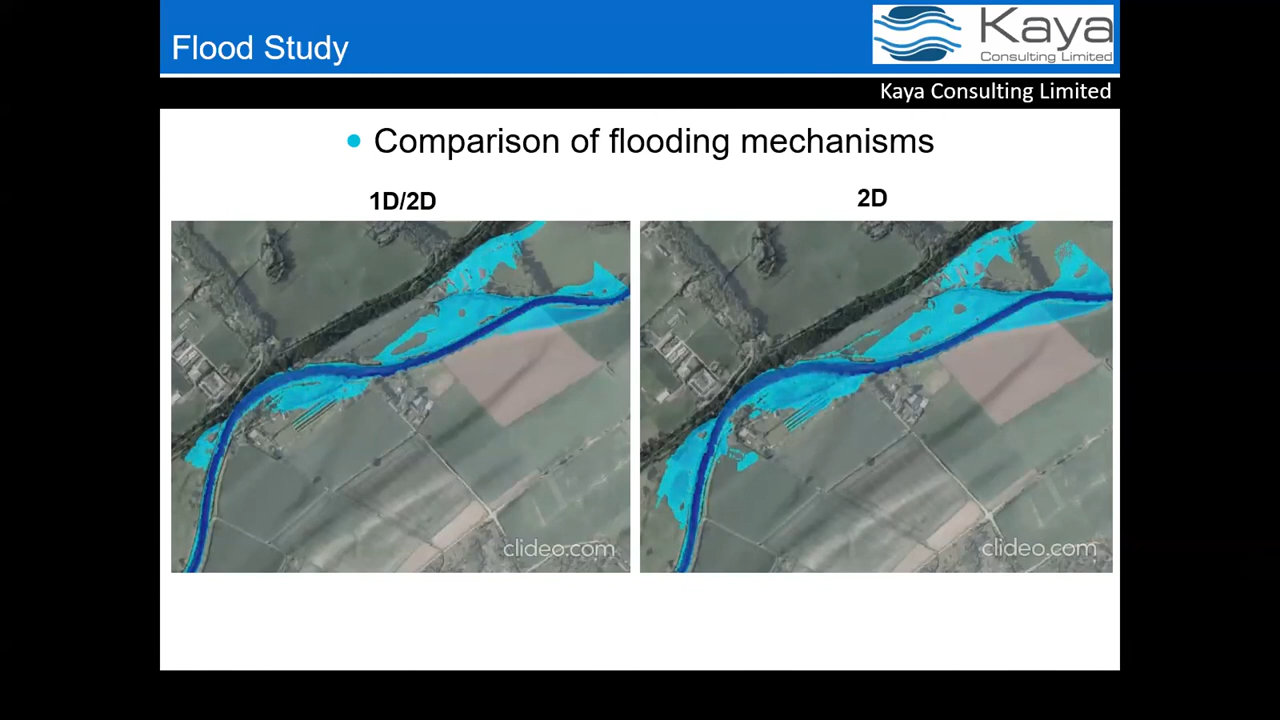 Flood Study
Kaya
Consulting Limited
Kaya Consulting Limited
Comparison of flooding mechanisms
1D/2D
2D
clideo.com
clideo.com